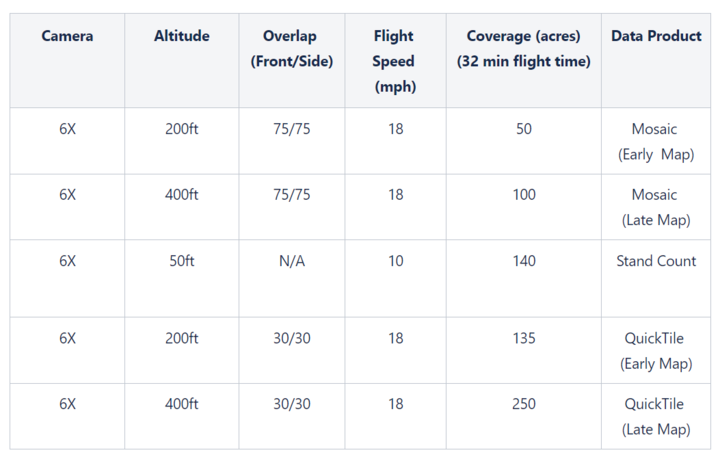 Camera Altitude Overlap (Front/Side) Flight Speed (mph) Coverage (acres) (32 min flight time) Data Product
6X 200ft 75/75 18 50 Mosaic (Early Map)
6X 400ft 75/75 18 100 Mosaic (Late Map)
6X 50ft N/A 10 140 Stand Count
6X 200ft 30/30 18 135 QuickTile (Early Map)
6X 400ft 30/30 18 250 QuickTile (Late Map)